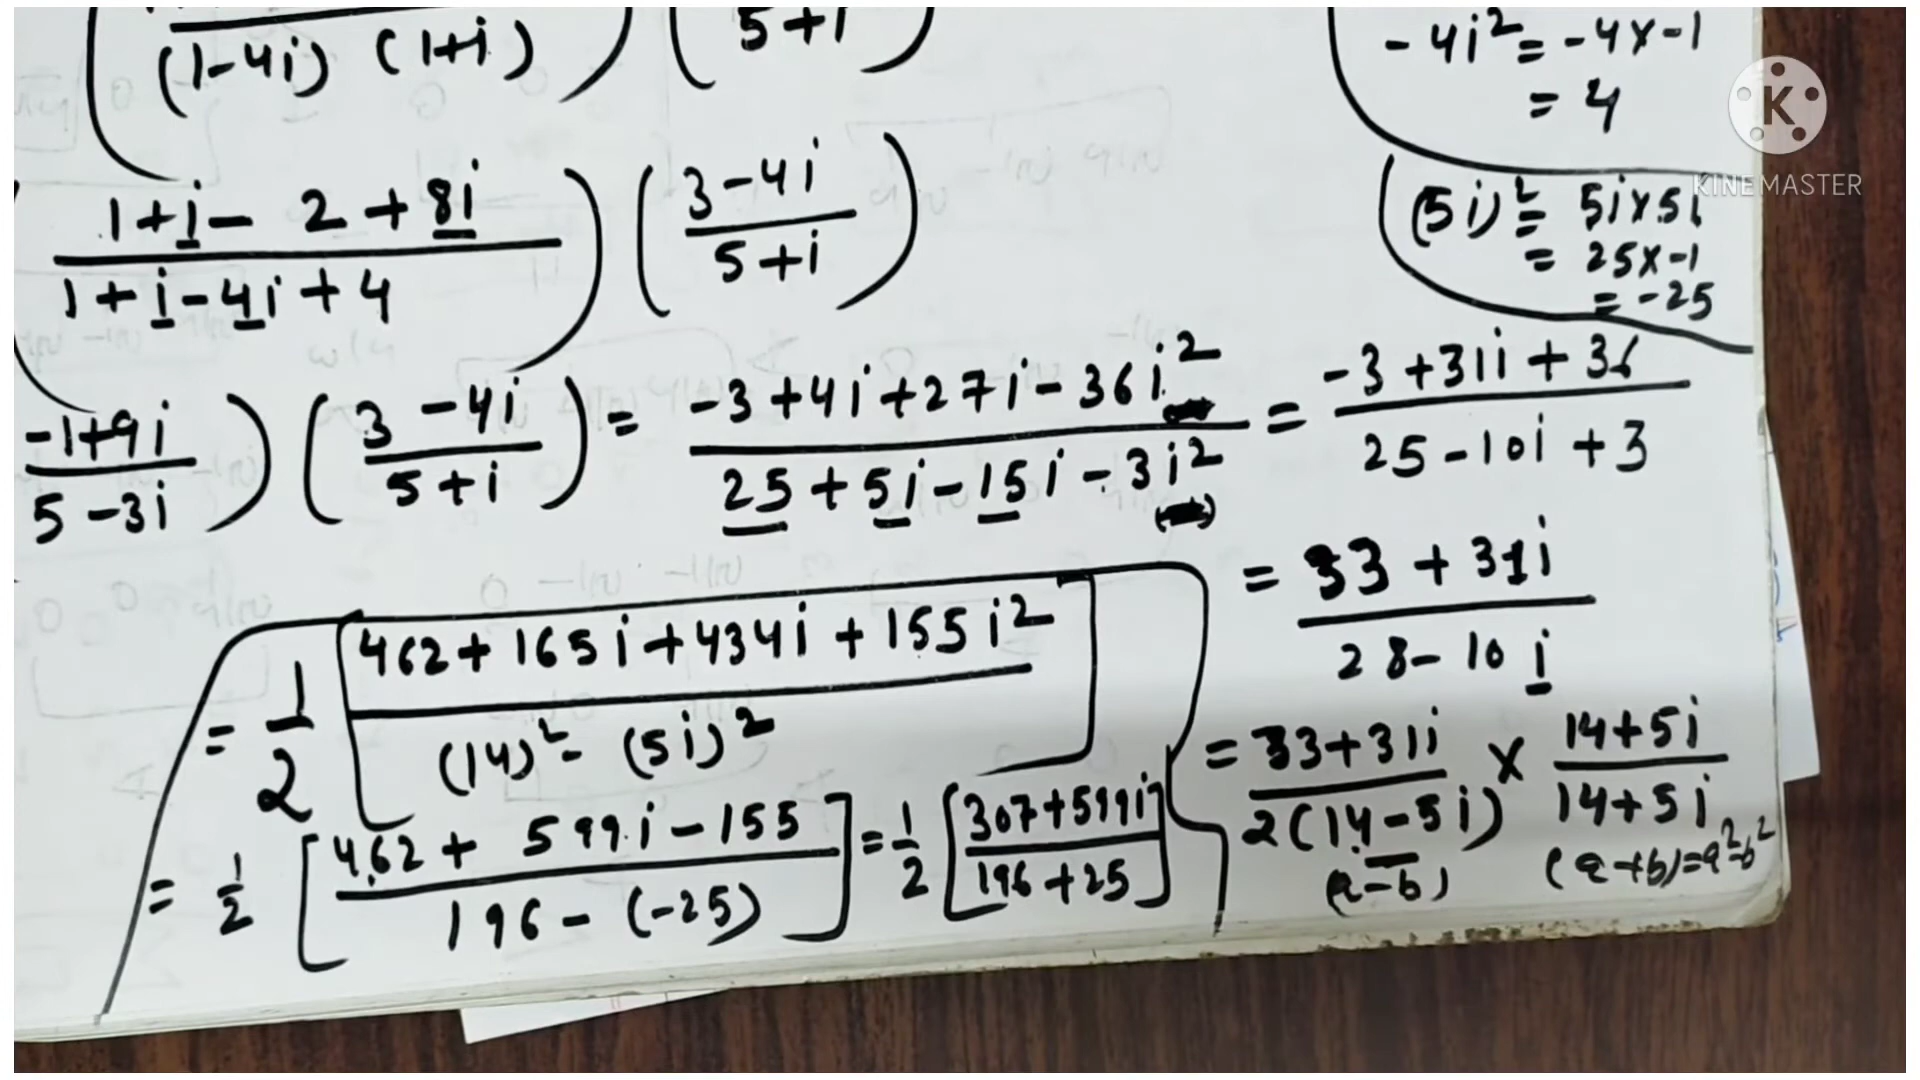 (1-4i) (1+i) ) ( 5+i )
-4i² = -4x-1
= 4
K
KINEMASTER
1+i- 2+8i / 1+i-4i+4 ) ( 3-4i / 5+i )
(5i)² = 5ix5i
= 25x-1
= -25
-1+9i / 5-3i ) ( 3-4i / 5+i ) = -3+4i+27i-36i² / 25+5i-15i-3i² = -3+31i+36 / 25-10i+3
= 33+31i / 28-10i
= 33+31i / 2(14-5i) x 14+5i / 14+5i
(a-b) (a+b)=a²-b²
= 1/2 [ 462+165i+434i+155i² / (14)²-(5i)² ]
= 1/2 [ 462+599i-155 / 196-(-25) ] = 1/2 [ 307+599i / 196+25 ]